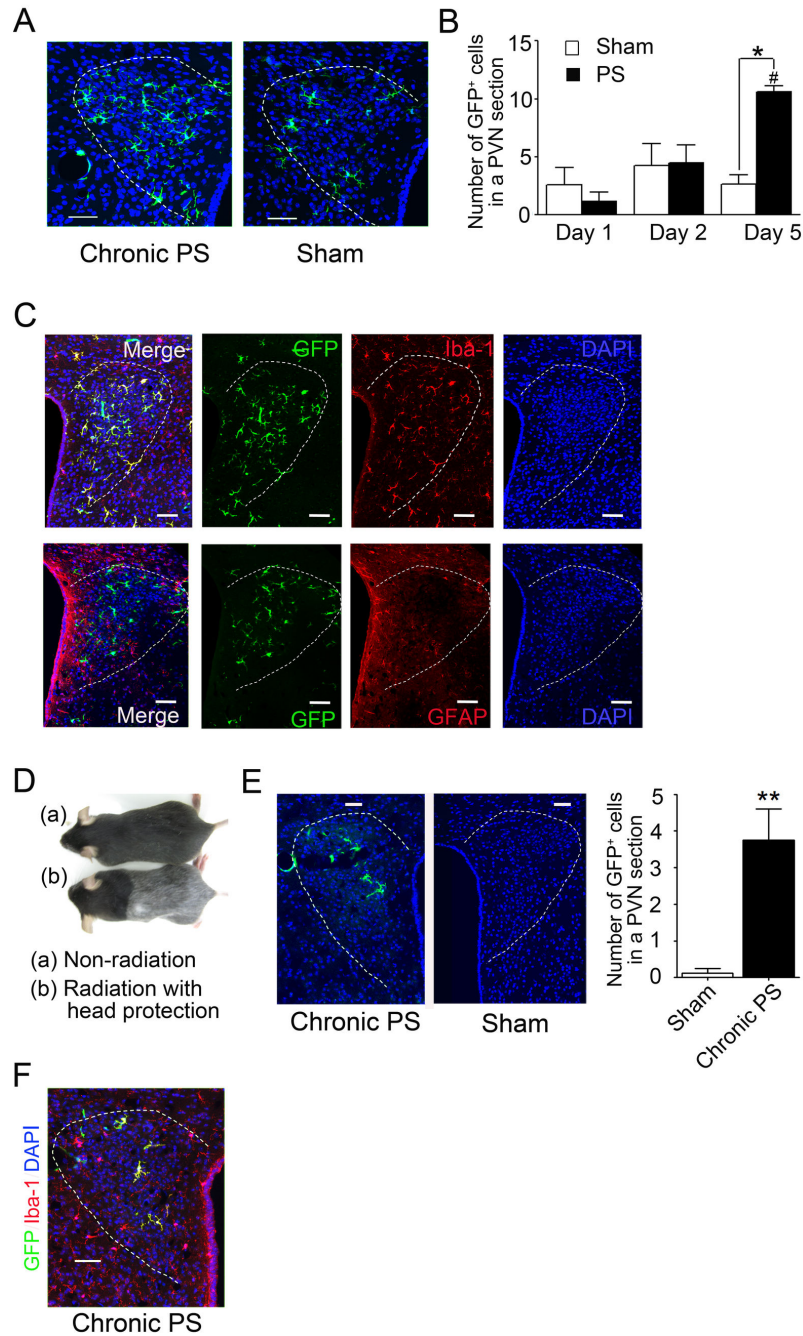 A
Chronic PS
Sham
B
Number of GFP⁺ cells
in a PVN section
15
10
5
0
Sham
PS
*
#
Day 1
Day 2
Day 5
C
Merge
GFP
Iba-1
DAPI
Merge
GFP
GFAP
DAPI
D
(a)
(b)
(a) Non-radiation
(b) Radiation with
head protection
E
Chronic PS
Sham
Number of GFP⁺ cells
in a PVN section
5
4
3
2
1
0
**
Sham
Chronic PS
F
GFP Iba-1 DAPI
Chronic PS